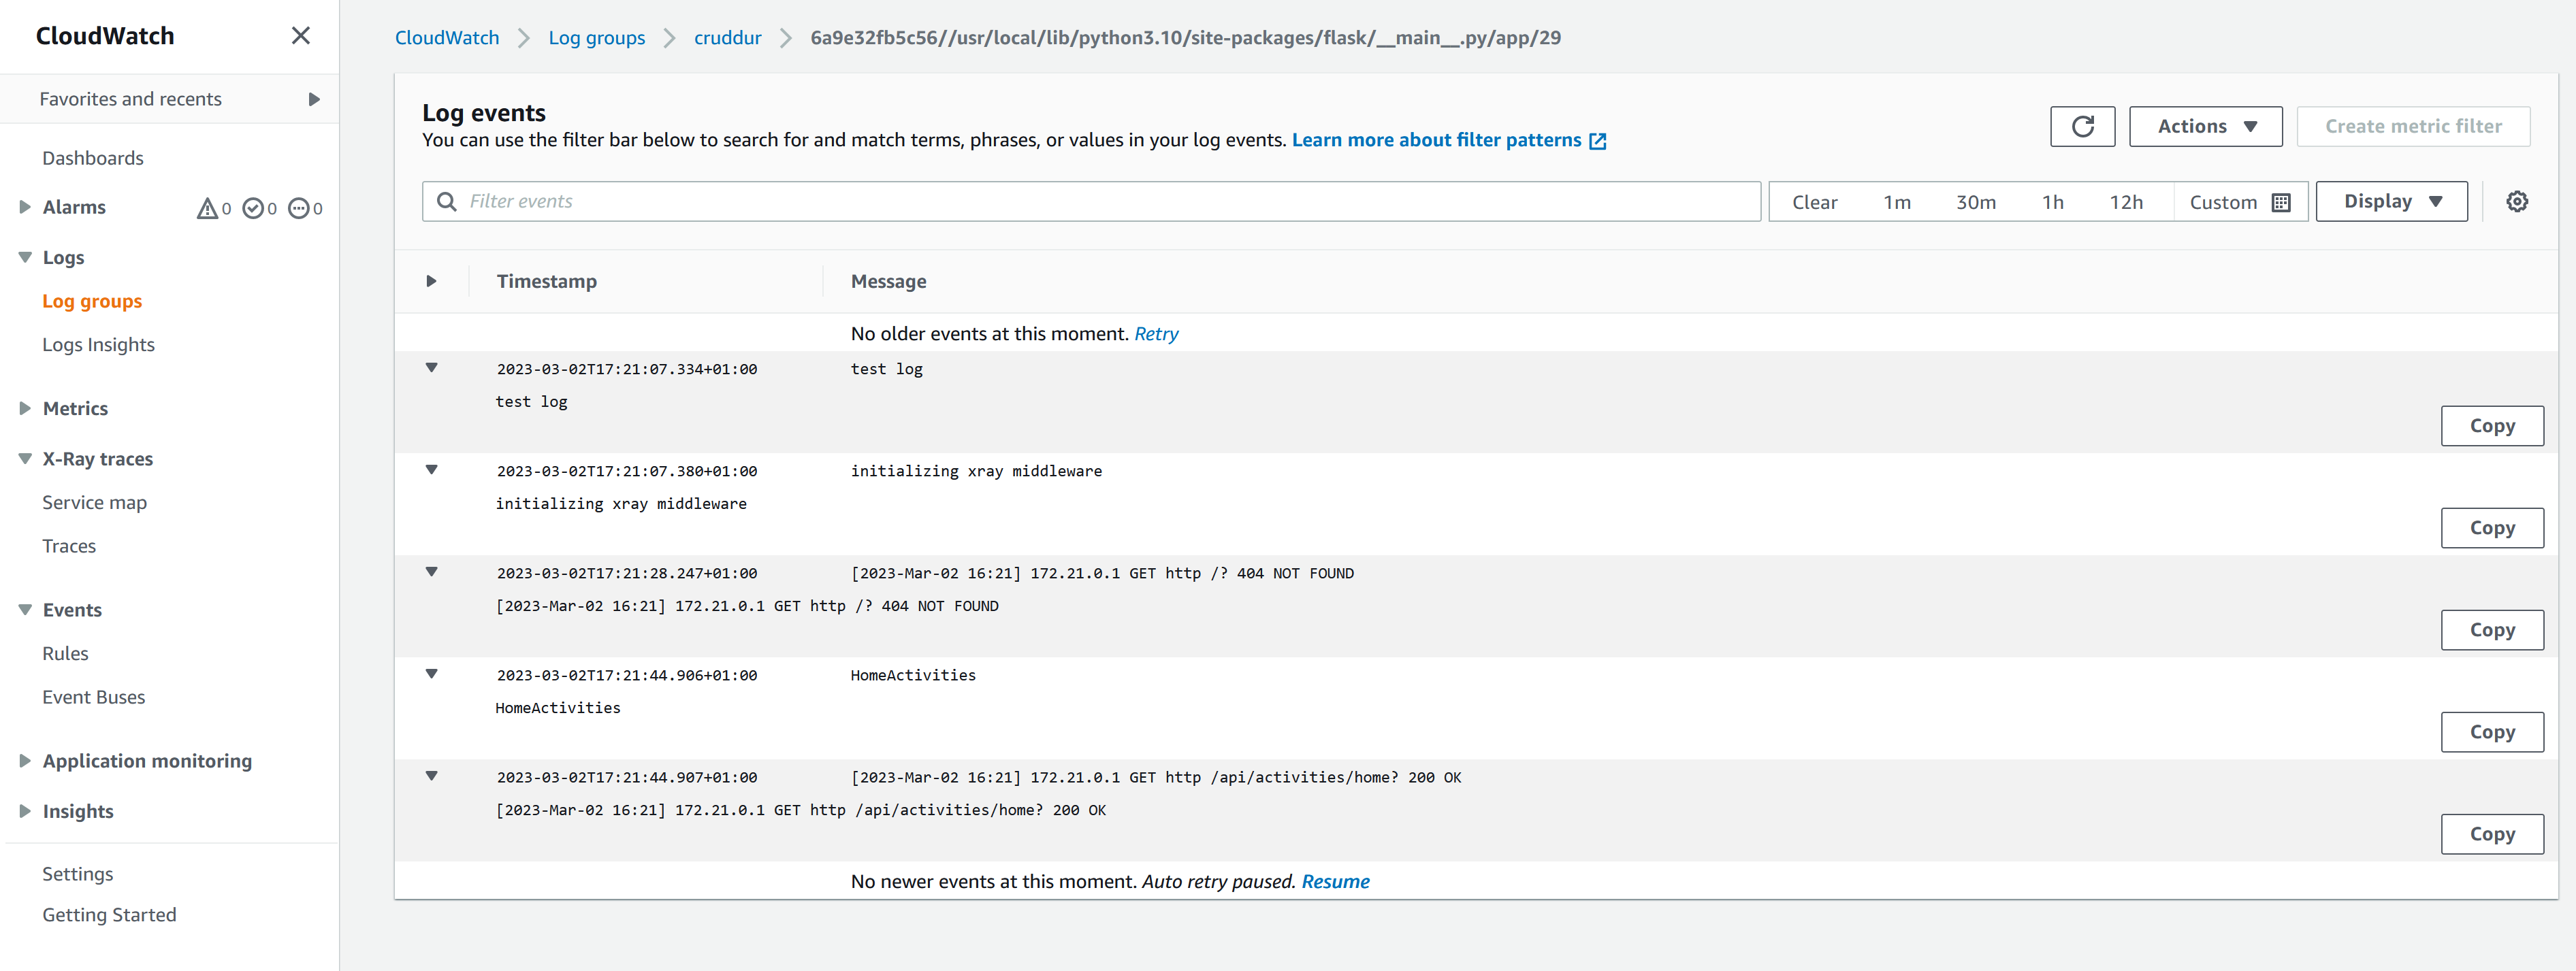 CloudWatch
Favorites and recents
Dashboards
Alarms 0 0 0
Logs
Log groups
Logs Insights
Metrics
X-Ray traces
Service map
Traces
Events
Rules
Event Buses
Application monitoring
Insights
Settings
Getting Started
CloudWatch Log groups cruddur 6a9e32fb5c56//usr/local/lib/python3.10/site-packages/flask/__main__.py/app/29
Log events
You can use the filter bar below to search for and match terms, phrases, or values in your log events. Learn more about filter patterns
Actions Create metric filter
Filter events Clear 1m 30m 1h 12h Custom Display
Timestamp Message
No older events at this moment. Retry
2023-03-02T17:21:07.334+01:00 test log
test log
Copy
2023-03-02T17:21:07.380+01:00 initializing xray middleware
initializing xray middleware
Copy
2023-03-02T17:21:28.247+01:00 [2023-Mar-02 16:21] 172.21.0.1 GET http /? 404 NOT FOUND
[2023-Mar-02 16:21] 172.21.0.1 GET http /? 404 NOT FOUND
Copy
2023-03-02T17:21:44.906+01:00 HomeActivities
HomeActivities
Copy
2023-03-02T17:21:44.907+01:00 [2023-Mar-02 16:21] 172.21.0.1 GET http /api/activities/home? 200 OK
[2023-Mar-02 16:21] 172.21.0.1 GET http /api/activities/home? 200 OK
Copy
No newer events at this moment. Auto retry paused. Resume